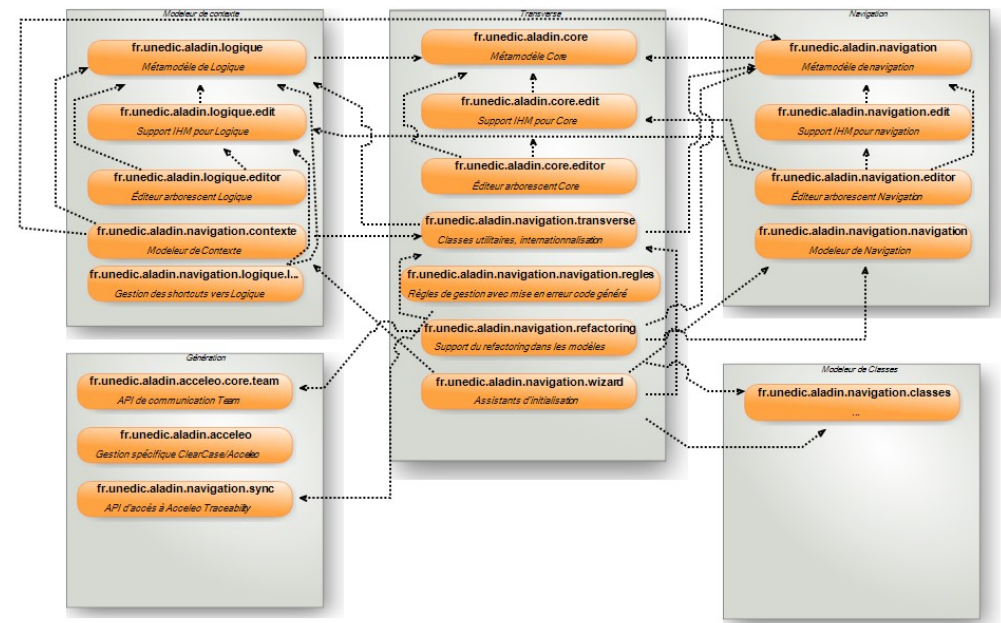 Modeleur de contexte
fr.unedic.aladin.logique
Métamodèle de Logique
fr.unedic.aladin.logique.edit
Support IHM pour Logique
fr.unedic.aladin.logique.editor
Éditeur arborescent Logique
fr.unedic.aladin.navigation.contexte
Modeleur de Contexte
fr.unedic.aladin.navigation.logique.l...
Gestion des shortcuts vers Logique
Transverse
fr.unedic.aladin.core
Métamodèle Core
fr.unedic.aladin.core.edit
Support IHM pour Core
fr.unedic.aladin.core.editor
Éditeur arborescent Core
fr.unedic.aladin.navigation.transverse
Classes utilitaires, internationnalisation
fr.unedic.aladin.navigation.navigation.regles
Règles de gestion avec mise en erreur code généré
fr.unedic.aladin.navigation.refactoring
Support du refactoring dans les modèles
fr.unedic.aladin.navigation.wizard
Assistants d'initialisation
Navigation
fr.unedic.aladin.navigation
Métamodèle de navigation
fr.unedic.aladin.navigation.edit
Support IHM pour navigation
fr.unedic.aladin.navigation.editor
Éditeur arborescent Navigation
fr.unedic.aladin.navigation.navigation
Modeleur de Navigation
Génération
fr.unedic.aladin.acceleo.core.team
API de communication Team
fr.unedic.aladin.acceleo
Gestion spécifique ClearCase/Acceleo
fr.unedic.aladin.navigation.sync
API d'accès à Acceleo Traceability
Modeleur de Classes
fr.unedic.aladin.navigation.classes
...